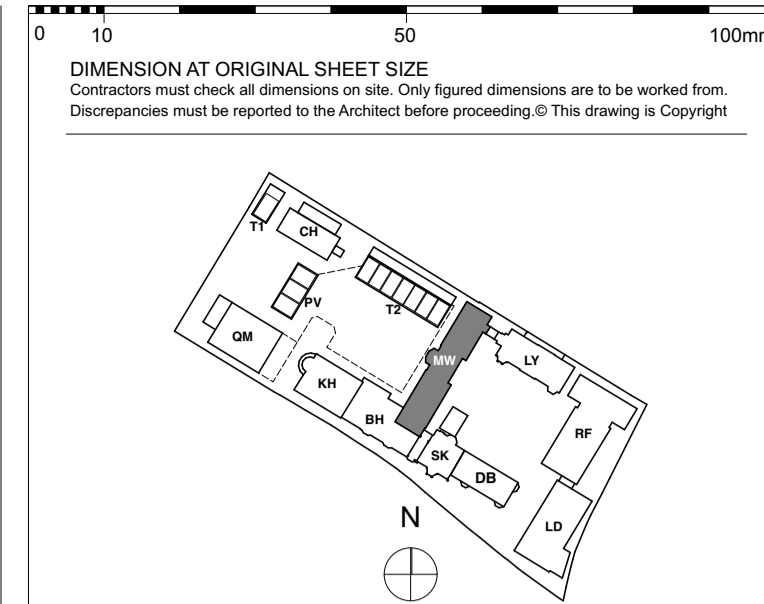 0 10 50 100mm
DIMENSION AT ORIGINAL SHEET SIZE
Contractors must check all dimensions on site. Only figured dimensions are to be worked from.
Discrepancies must be reported to the Architect before proceeding.© This drawing is Copyright
T1
CH
PV
T2
QM
MW
LY
KH
BH
RF
SK
DB
LD
N